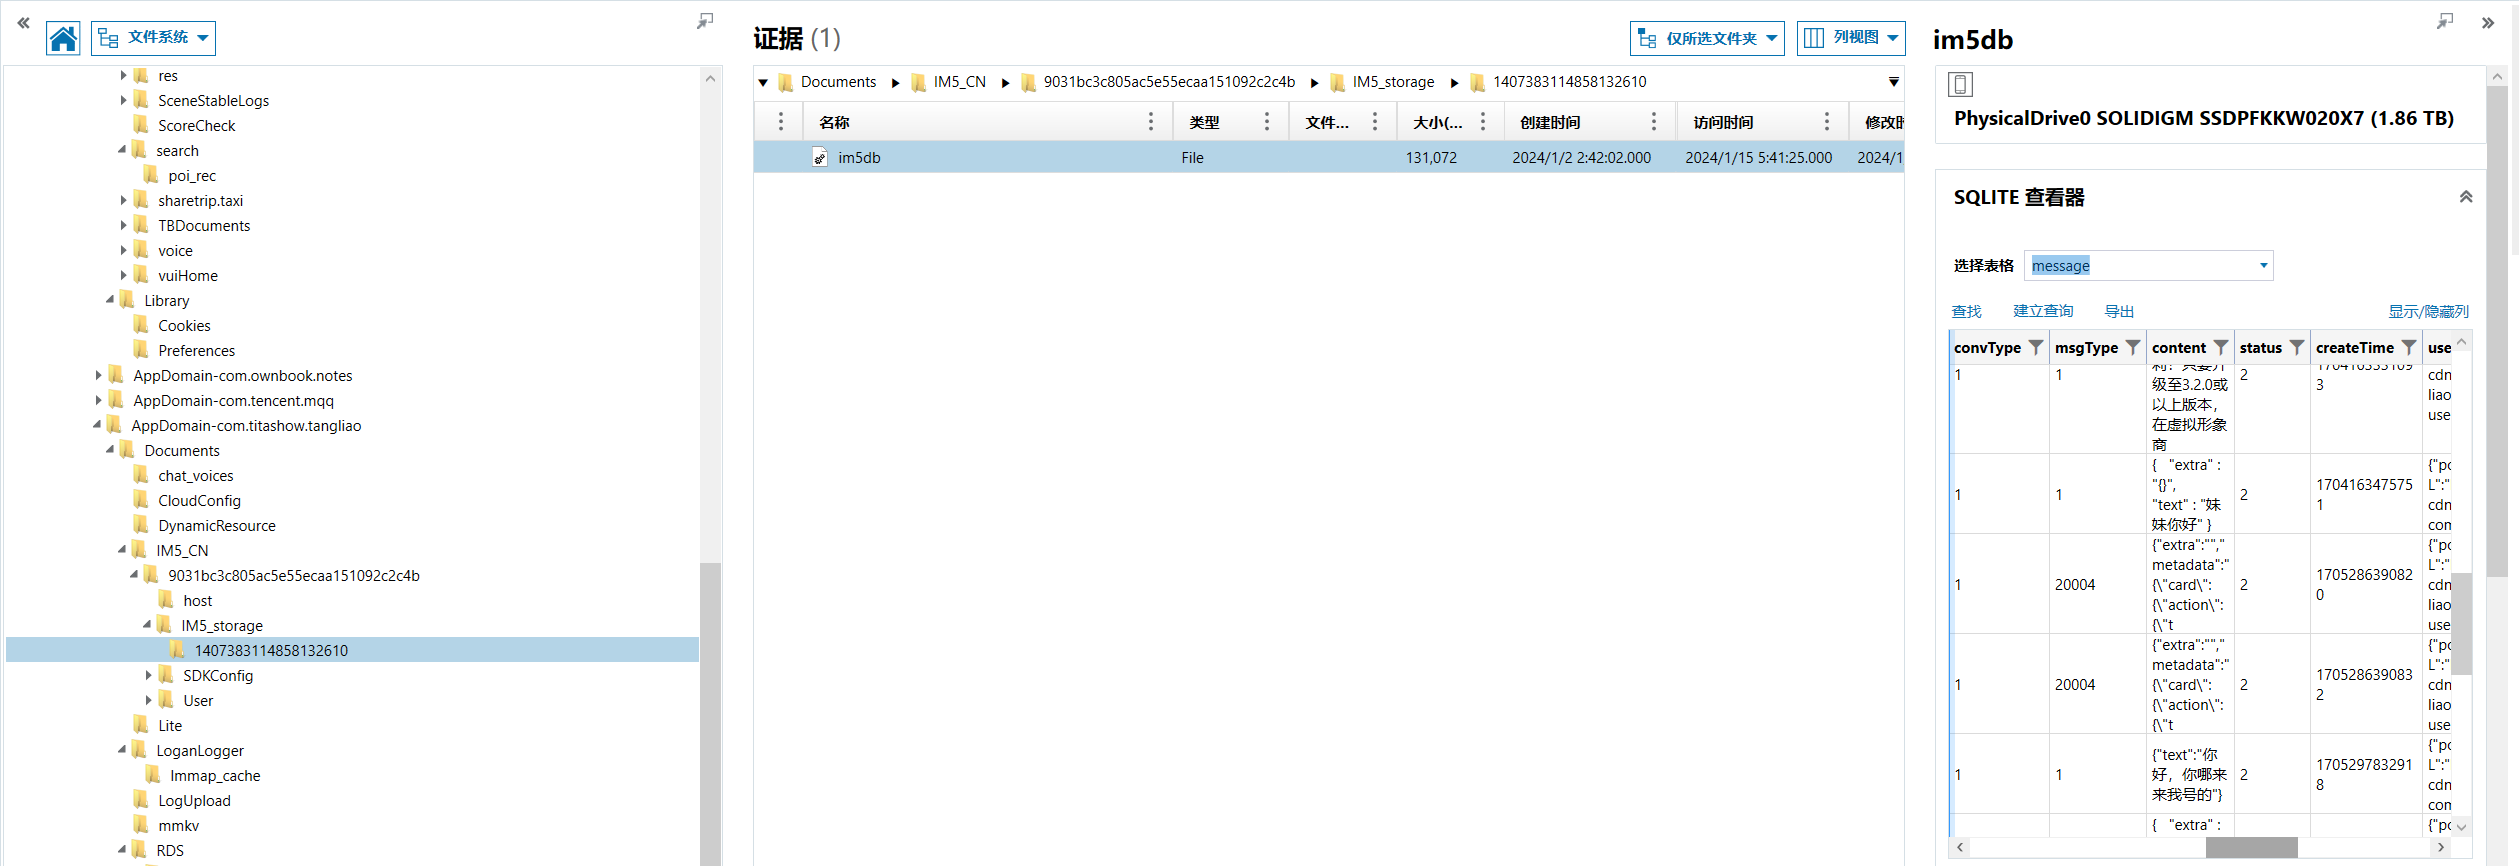 文件系统
res
SceneStableLogs
ScoreCheck
search
poi_rec
sharetrip.taxi
TBDocuments
voice
vuiHome
Library
Cookies
Preferences
AppDomain-com.ownbook.notes
AppDomain-com.tencent.mqq
AppDomain-com.titashow.tangliao
Documents
chat_voices
CloudConfig
DynamicResource
IM5_CN
9031bc3c805ac5e55ecaa151092c2c4b
host
IM5_storage
1407383114858132610
SDKConfig
User
Lite
LoganLogger
Immap_cache
LogUpload
mmkv
RDS
证据 (1)
仅所选文件夹
列视图
Documents IM5_CN 9031bc3c805ac5e55ecaa151092c2c4b IM5_storage 1407383114858132610
名称 类型 文件... 大小(... 创建时间 访问时间 修改时
im5db File 131,072 2024/1/2 2:42:02.000 2024/1/15 5:41:25.000 2024/1
im5db
PhysicalDrive0 SOLIDIGM SSDPFKKW020X7 (1.86 TB)
SQLITE 查看器
选择表格 message
查找 建立查询 导出 显示/隐藏列
convType msgType content status createTime use
1 1
级至3.2.0或
以上版本，
在虚拟形象
商
2
3
cdn
liao
use
1 1
{ "extra" :
"{}",
"text" : "妹
妹你好" }
2
170416347575
1
{"pc
L":"
cdn
com
1 20004
{"extra":"","
metadata":"
{\"card\":
{\"action\":
{\"t
2
170528639082
0
{"pc
L":"
cdn
liao
use
1 20004
{"extra":"","
metadata":"
{\"card\":
{\"action\":
{\"t
2
170528639083
2
{"pc
L":"
cdn
liao
use
1 1
{"text":"你
好，你哪来
来我号的"}
2
170529783291
8
{"pc
L":"
cdn
com
{ "extra" :
{"pc